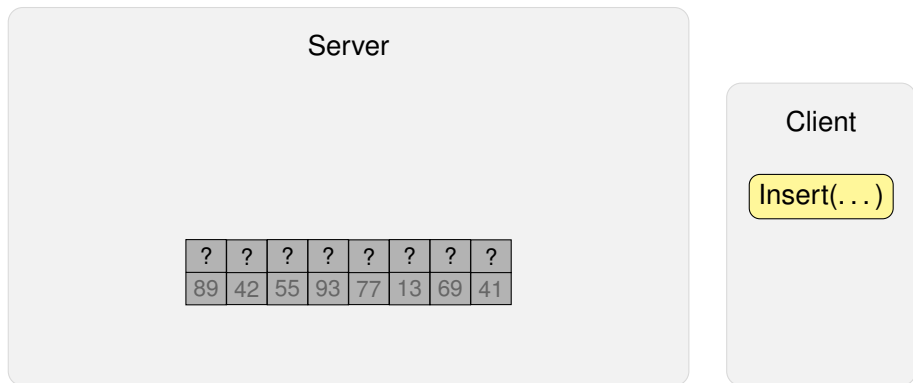 Server
Client
Insert(. . . )
? ? ? ? ? ? ? ?
89 42 55 93 77 13 69 41